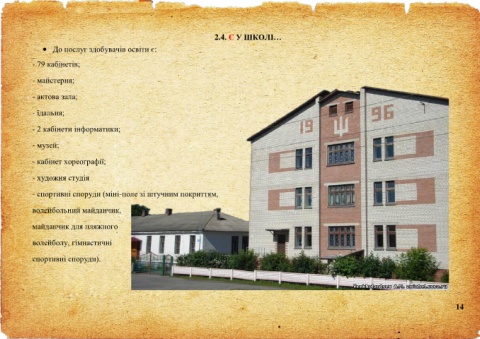 2.4. Є У ШКОЛІ…
• До послуг здобувачів освіти є:
- 79 кабінетів;
- майстерня;
- актова зала;
- їдальня;
- 2 кабінети інформатики;
- музей;
- кабінет хореографії;
- художня студія
- спортивні споруди (міні-поле зі штучним покриттям,
волейбольний майданчик,
майданчик для пляжного
волейболу, гімнастичні
спортивні споруди).
19 96
14